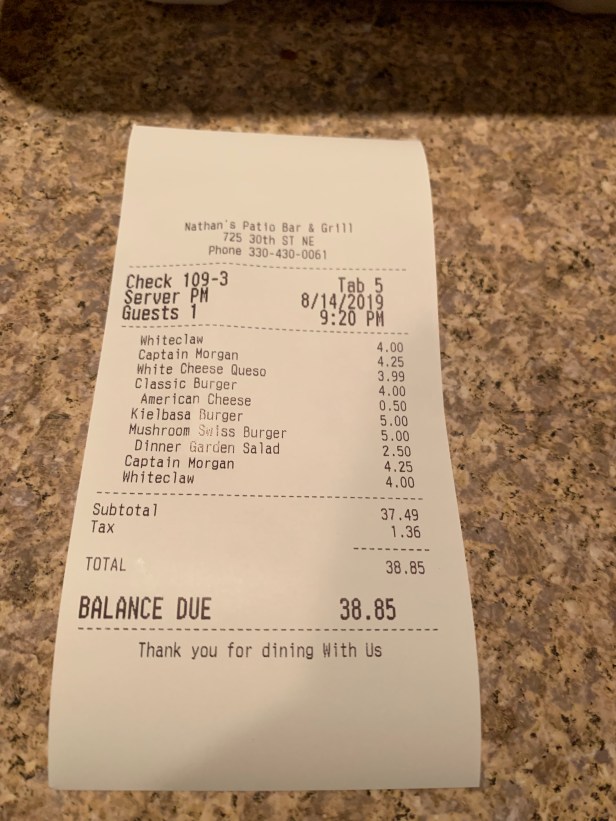 Nathan's Patio Bar & Grill
725 30th ST NE
Phone 330-430-0061
Check 109-3 Tab 5
Server PM 8/14/2019
Guests 1 9:20 PM
Whiteclaw 4.00
Captain Morgan 4.25
White Cheese Queso 3.99
Classic Burger 4.00
American Cheese 0.50
Kielbasa Burger 5.00
Mushroom Swiss Burger 5.00
Dinner Garden Salad 2.50
Captain Morgan 4.25
Whiteclaw 4.00
Subtotal 37.49
Tax 1.36
TOTAL 38.85
BALANCE DUE 38.85
Thank you for dining With Us